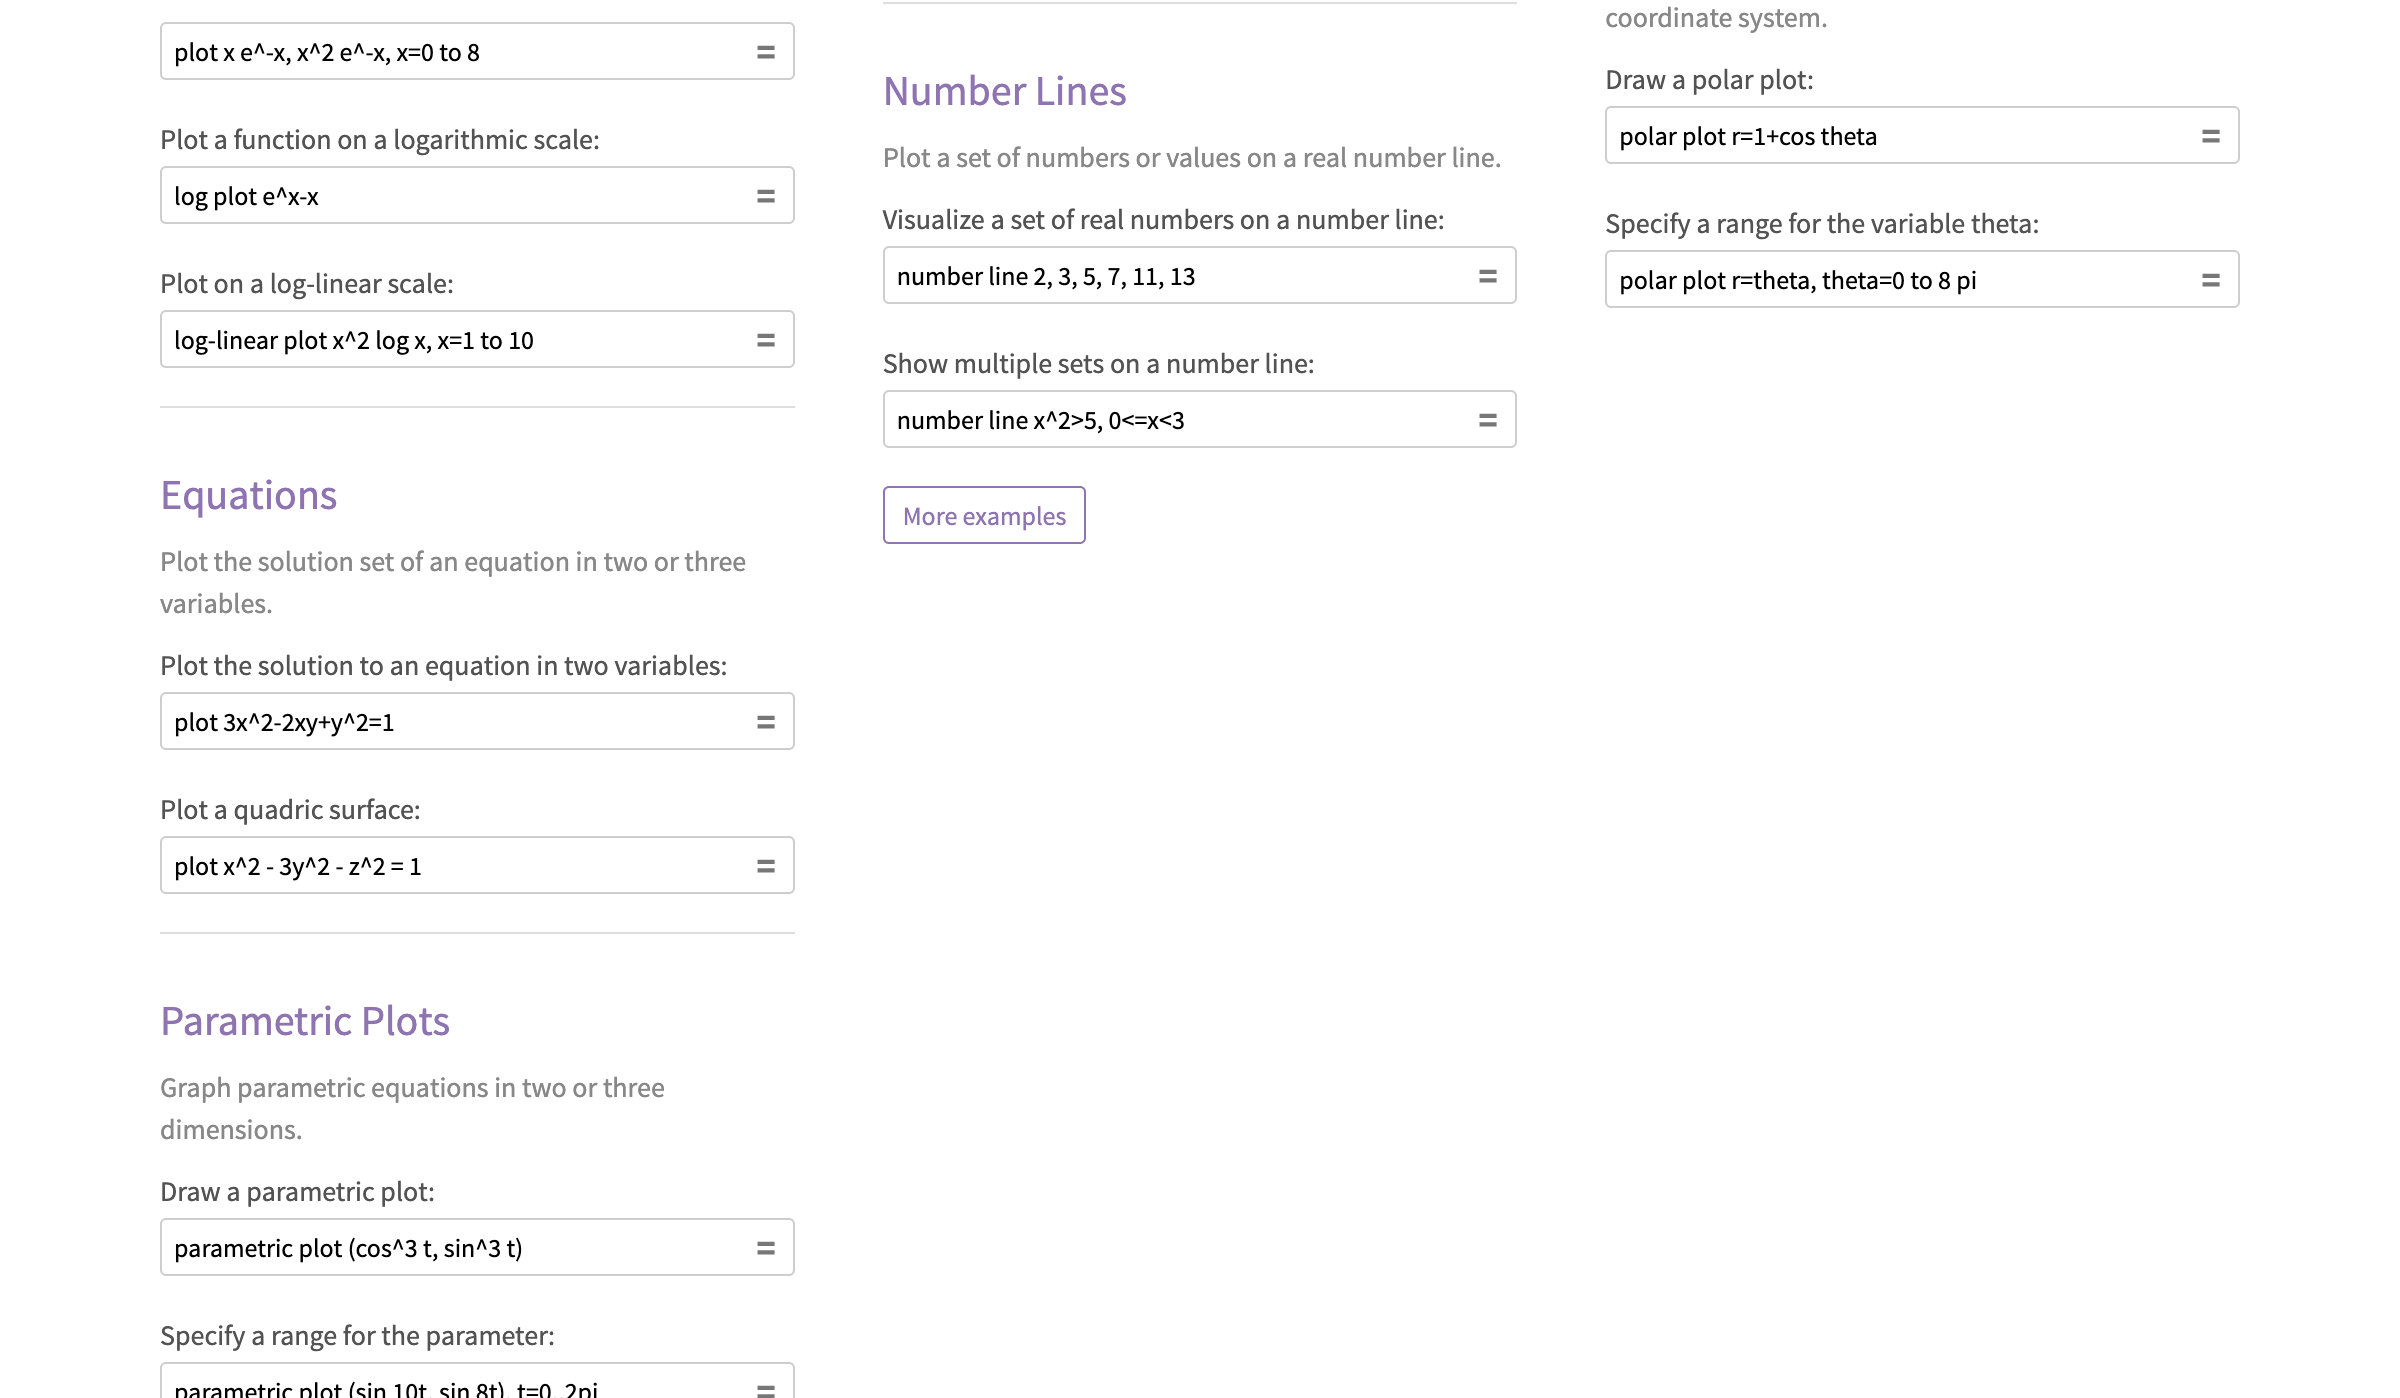 plot x e^-x, x^2 e^-x, x=0 to 8
=
Plot a function on a logarithmic scale:
log plot e^x-x
=
Plot on a log-linear scale:
log-linear plot x^2 log x, x=1 to 10
=
Equations
Plot the solution set of an equation in two or three
variables.
Plot the solution to an equation in two variables:
plot 3x^2-2xy+y^2=1
=
Plot a quadric surface:
plot x^2 - 3y^2 - z^2 = 1
=
Parametric Plots
Graph parametric equations in two or three
dimensions.
Draw a parametric plot:
parametric plot (cos^3 t, sin^3 t)
=
Specify a range for the parameter:
parametric plot (sin 10t, sin 8t), t=0..2pi
=
Number Lines
Plot a set of numbers or values on a real number line.
Visualize a set of real numbers on a number line:
number line 2, 3, 5, 7, 11, 13
=
Show multiple sets on a number line:
number line x^2>5, 0<=x<3
=
More examples
coordinate system.
Draw a polar plot:
polar plot r=1+cos theta
=
Specify a range for the variable theta:
polar plot r=theta, theta=0 to 8 pi
=